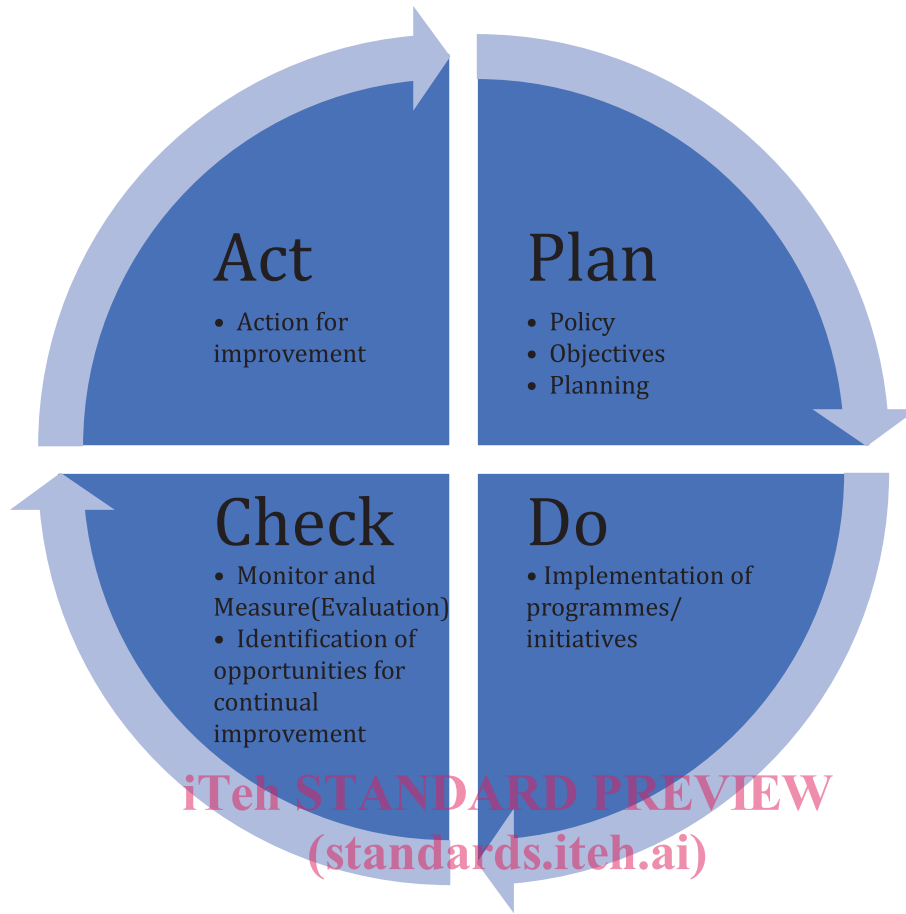 Act
• Action for
improvement
Plan
• Policy
• Objectives
• Planning
Check
• Monitor and
Measure(Evaluation)
• Identification of
opportunities for
continual
improvement
Do
• Implementation of
programmes/
initiatives
iTeh STANDARD PREVIEW
(standards.iteh.ai)